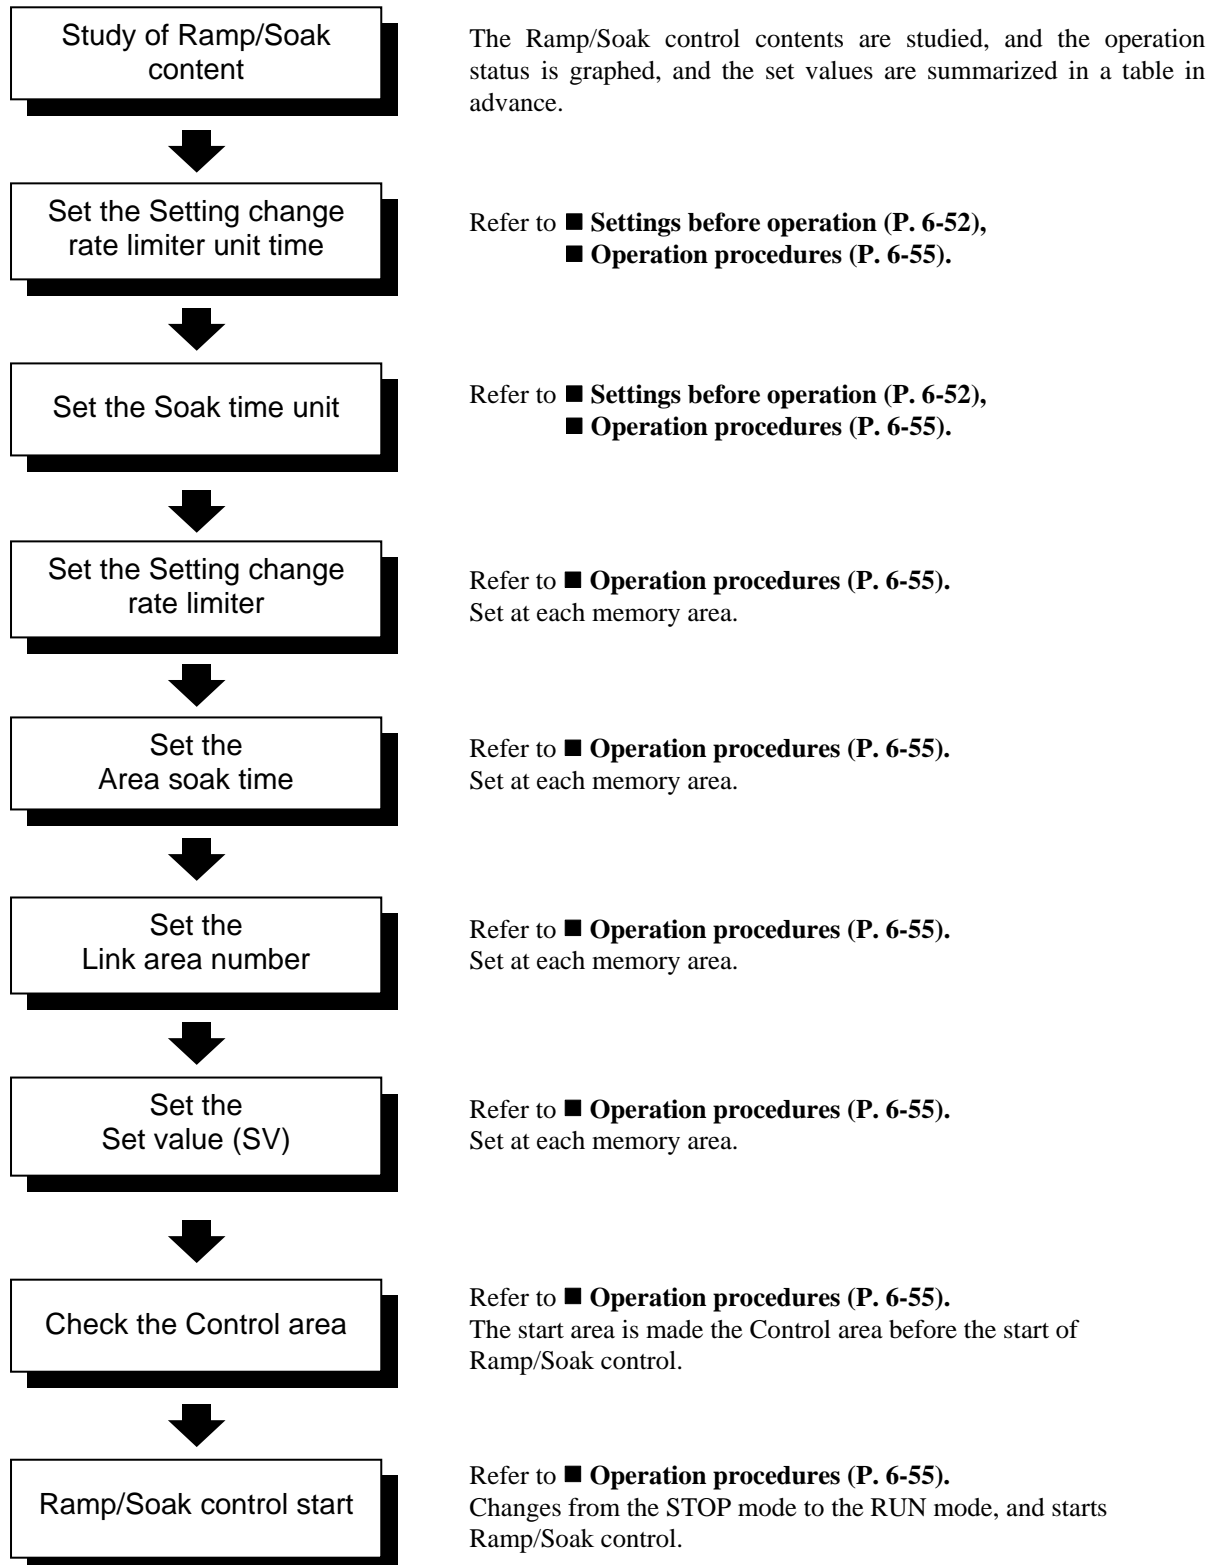 Study of Ramp/Soak
content
The Ramp/Soak control contents are studied, and the operation
status is graphed, and the set values are summarized in a table in
advance.
Set the Setting change
rate limiter unit time
Refer to ■ Settings before operation (P. 6-52),
■ Operation procedures (P. 6-55).
Set the Soak time unit
Refer to ■ Settings before operation (P. 6-52),
■ Operation procedures (P. 6-55).
Set the Setting change
rate limiter
Refer to ■ Operation procedures (P. 6-55).
Set at each memory area.
Set the
Area soak time
Refer to ■ Operation procedures (P. 6-55).
Set at each memory area.
Set the
Link area number
Refer to ■ Operation procedures (P. 6-55).
Set at each memory area.
Set the
Set value (SV)
Refer to ■ Operation procedures (P. 6-55).
Set at each memory area.
Check the Control area
Refer to ■ Operation procedures (P. 6-55).
The start area is made the Control area before the start of
Ramp/Soak control.
Ramp/Soak control start
Refer to ■ Operation procedures (P. 6-55).
Changes from the STOP mode to the RUN mode, and starts
Ramp/Soak control.